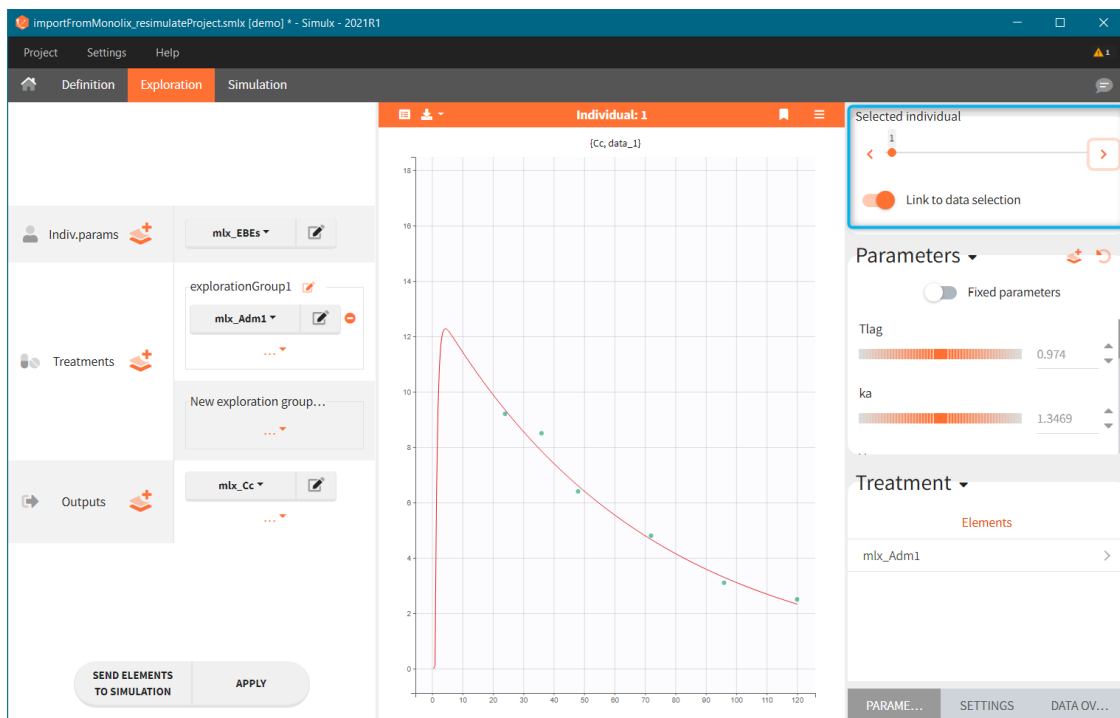 importFromMonolix_resimulateProject.smlx [demo] * - Simulx - 2021R1
Project Settings Help
1
Definition Exploration Simulation
Indiv.params
mlx_EBEs
Treatments
explorationGroup1
mlx_Adm1
...
New exploration group...
...
Outputs
mlx_Cc
...
SEND ELEMENTS
TO SIMULATION
APPLY
Individual: 1
{Cc, data_1}
18
16
14
12
10
8
6
4
2
0
0 10 20 30 40 50 60 70 80 90 100 110 120
Selected individual
1
Link to data selection
Parameters
Fixed parameters
Tlag
0.974
ka
1.3469
Treatment
Elements
mlx_Adm1
PARAME... SETTINGS DATA OV...